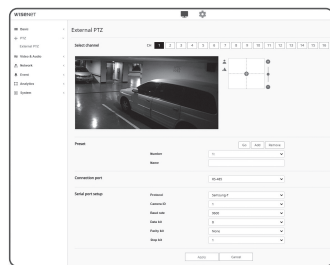 WISENET
Basic
PTZ
External PTZ
Video & Audio
Network
Event
Analytics
System
External PTZ
Select channel
CH 1 2 3 4 5 6 7 8 9 10 11 12 13 14 15 16
Preset
Go Add Remove
Number
Name
Connection port
RS-485
Serial port setup
Protocol Samsung-T
Camera ID 1
Baud rate 9600
Data bit 8
Parity bit None
Stop bit 1
Apply Cancel